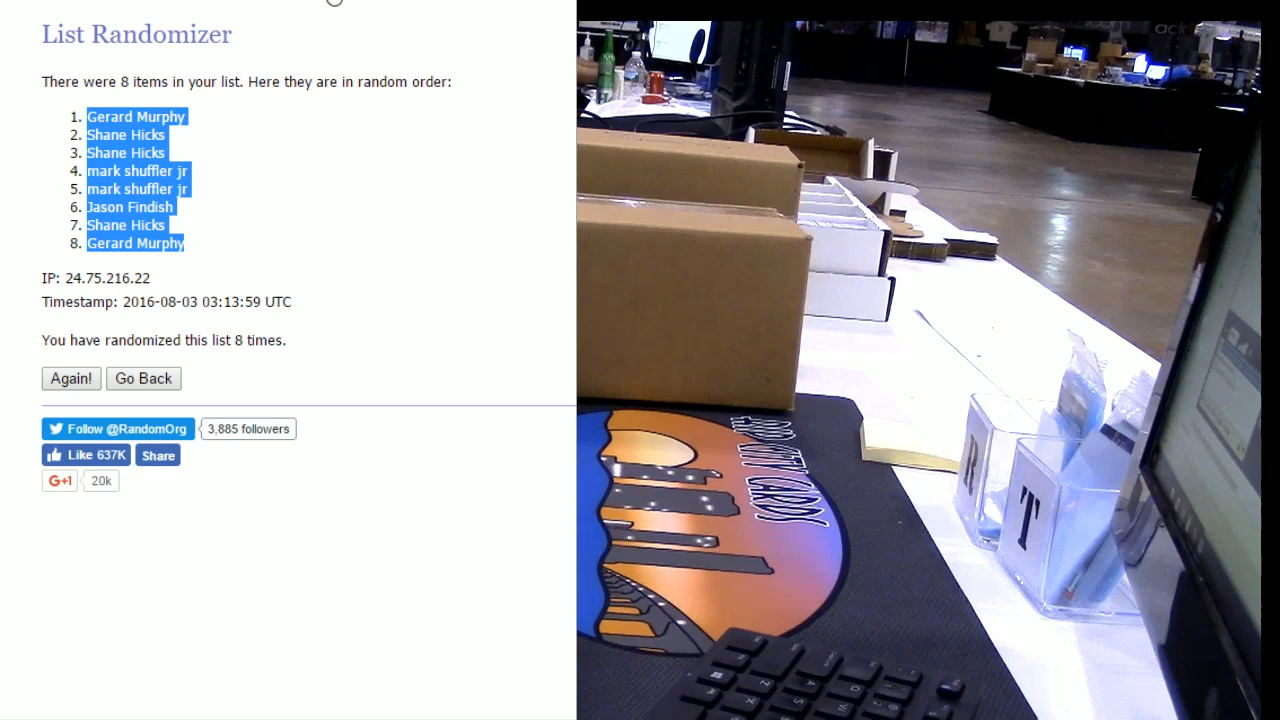 List Randomizer
There were 8 items in your list. Here they are in random order:
1. Gerard Murphy
2. Shane Hicks
3. Shane Hicks
4. mark shuffler jr
5. mark shuffler jr
6. Jason Findish
7. Shane Hicks
8. Gerard Murphy
IP: 24.75.216.22
Timestamp: 2016-08-03 03:13:59 UTC
You have randomized this list 8 times.
Again! Go Back
Follow @RandomOrg 3,885 followers
Like 637K Share
G+1 20k
CARDS
R
T